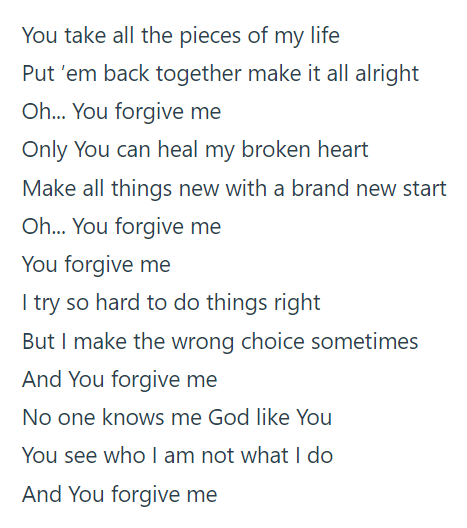 You take all the pieces of my life
Put ’em back together make it all alright
Oh... You forgive me
Only You can heal my broken heart
Make all things new with a brand new start
Oh... You forgive me
You forgive me
I try so hard to do things right
But I make the wrong choice sometimes
And You forgive me
No one knows me God like You
You see who I am not what I do
And You forgive me